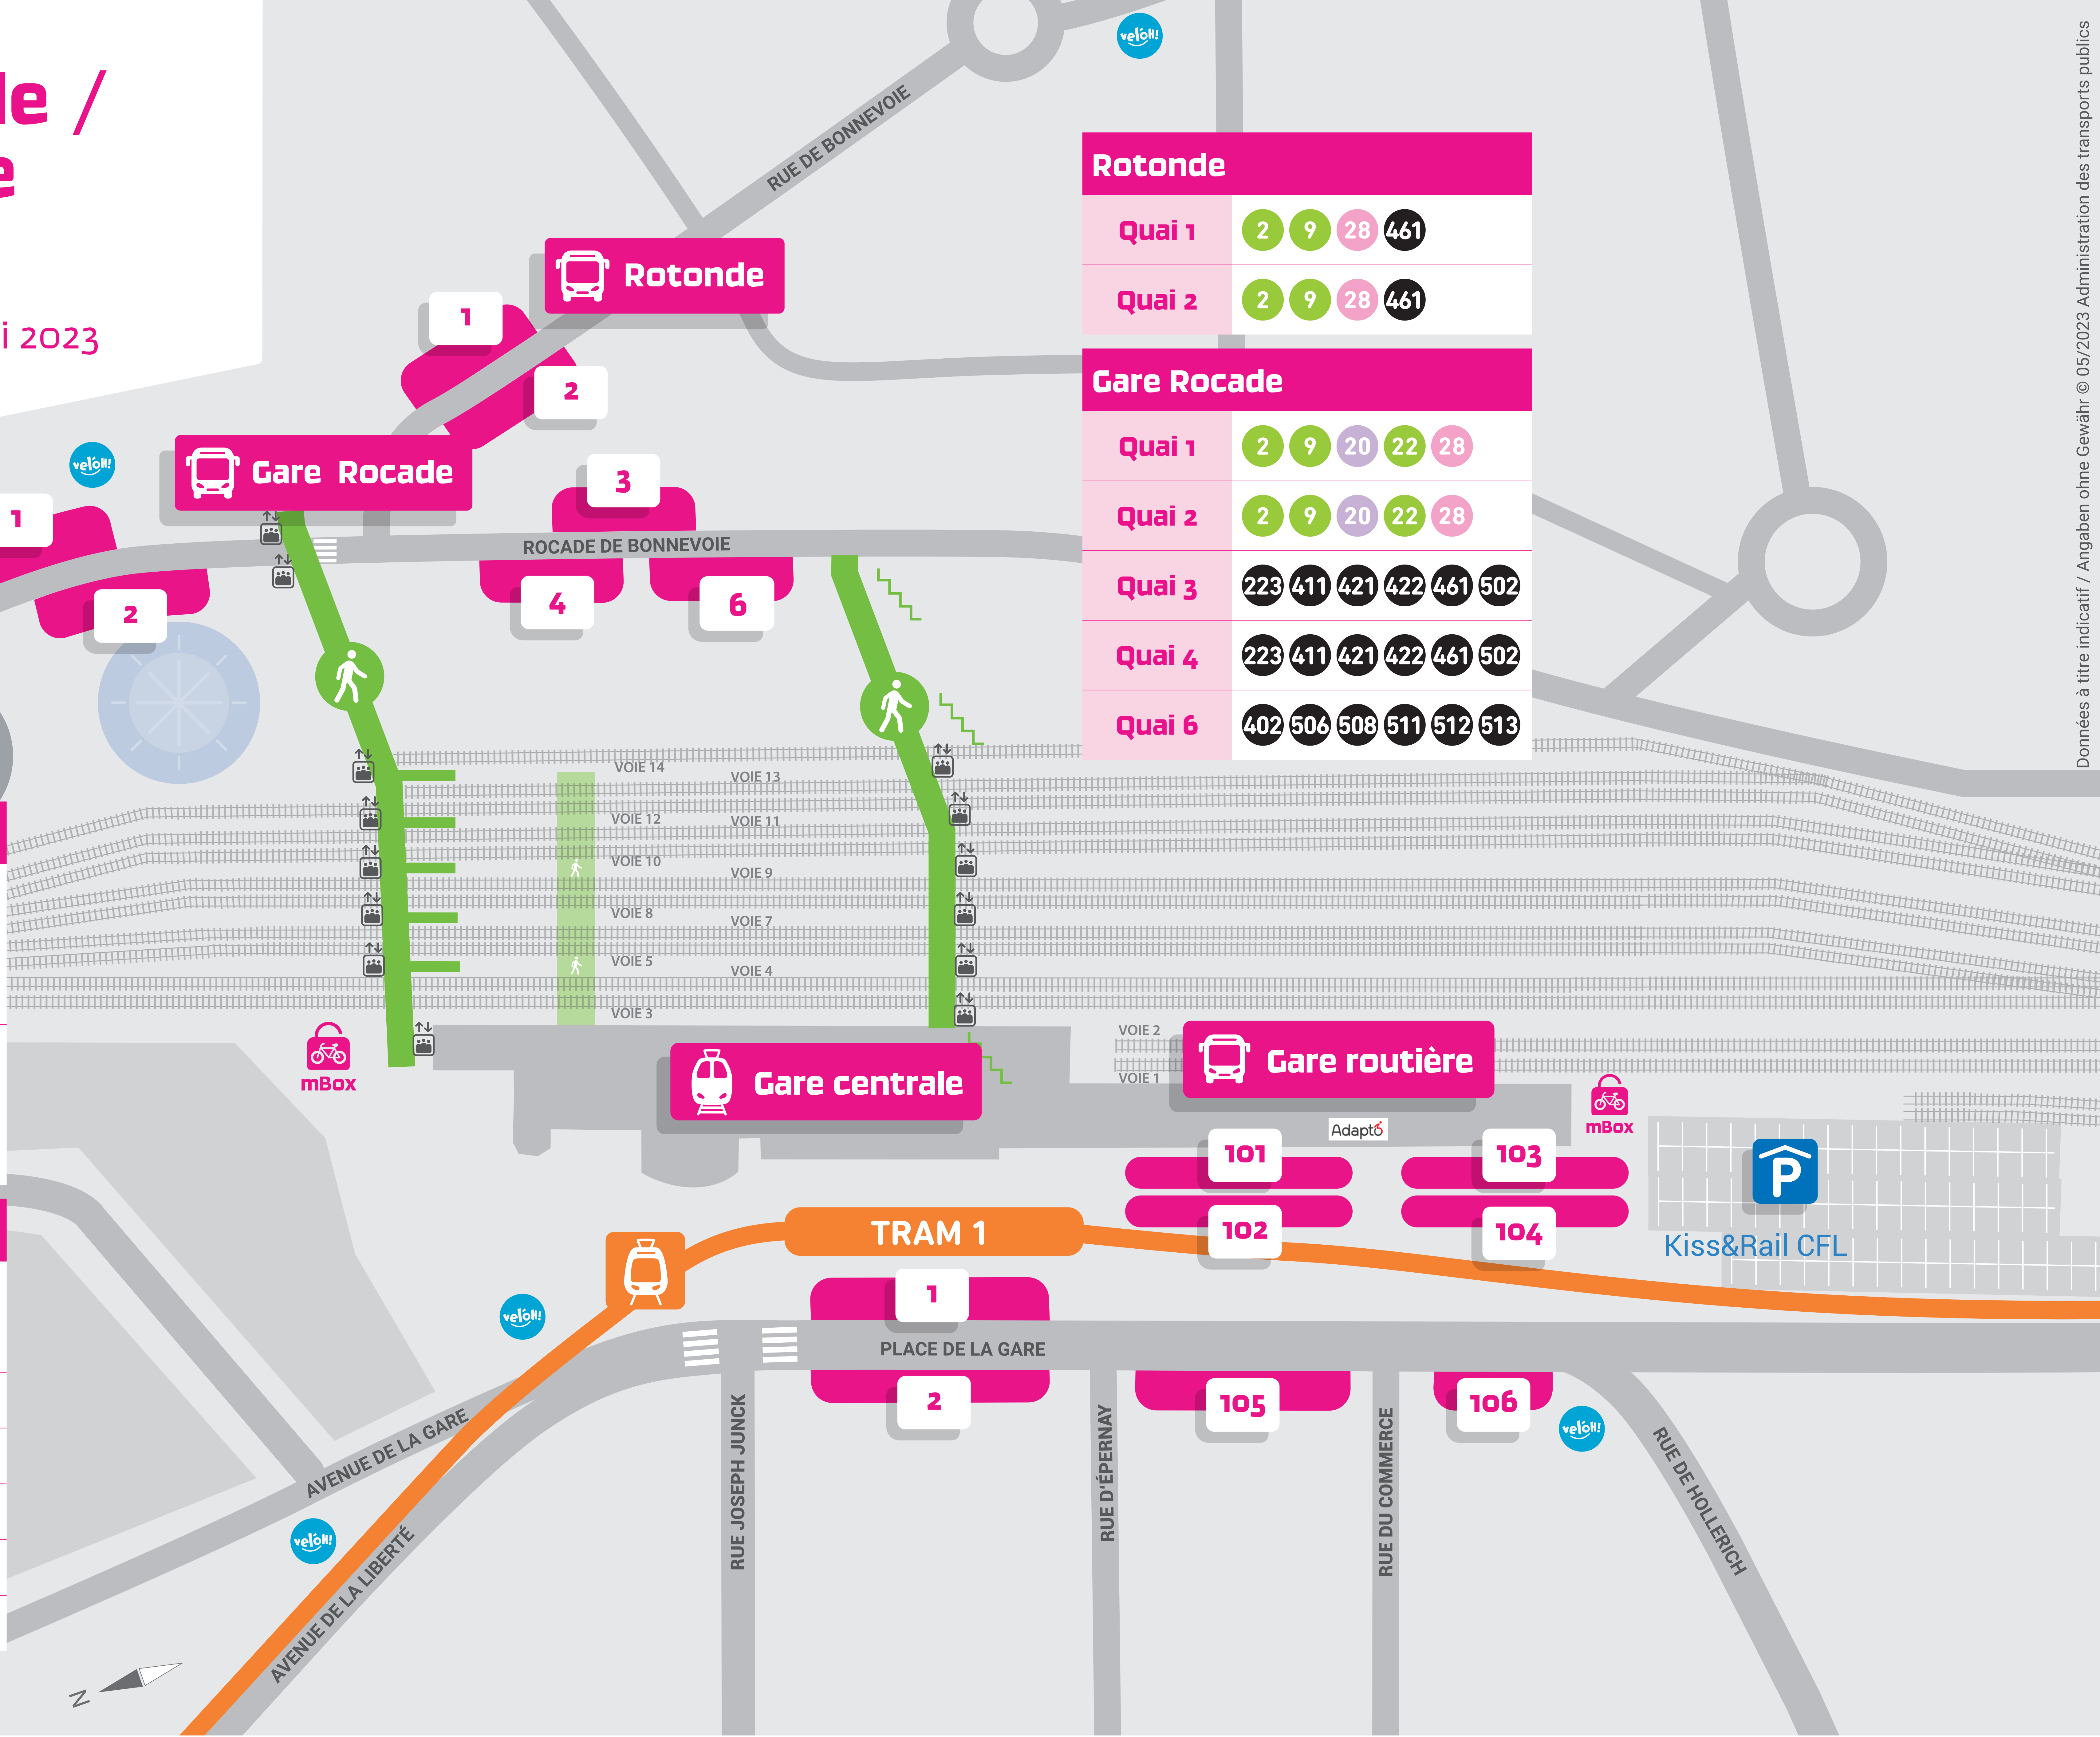 le /
e
i 2023
RUE DE BONNEVOIE
Rotonde
1
2
Gare Rocade
1
2
3
ROCADE DE BONNEVOIE
4
6
velóH!
velóH!
Rotonde
Quai 1 2 9 28 461
Quai 2 2 9 28 461
Gare Rocade
Quai 1 2 9 20 22 28
Quai 2 2 9 20 22 28
Quai 3 223 411 421 422 461 502
Quai 4 223 411 421 422 461 502
Quai 6 402 506 508 511 512 513
Données à titre indicatif / Angaben ohne Gewähr © 05/2023 Administration des transports publics
VOIE 14
VOIE 13
VOIE 12
VOIE 11
VOIE 10
VOIE 9
VOIE 8
VOIE 7
VOIE 5
VOIE 4
VOIE 3
VOIE 2
VOIE 1
mBox
Gare centrale
Gare routière
Adapto
mBox
101
103
102
104
P
Kiss&Rail CFL
TRAM 1
velóH!
1
PLACE DE LA GARE
2
105
106
velóH!
AVENUE DE LA GARE
velóH!
AVENUE DE LA LIBERTÉ
RUE JOSEPH JUNCK
RUE D'ÉPERNAY
RUE DU COMMERCE
RUE DE HOLLERICH
N